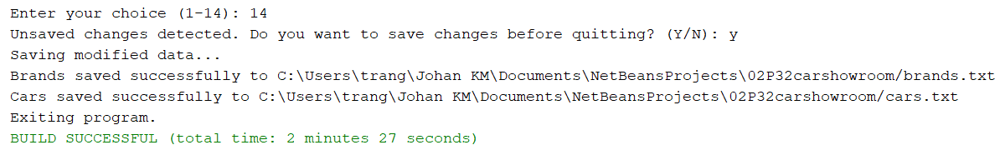 Enter your choice (1-14): 14
Unsaved changes detected. Do you want to save changes before quitting? (Y/N): y
Saving modified data...
Brands saved successfully to C:\Users\trang\Johan KM\Documents\NetBeansProjects\02P32carshowroom/brands.txt
Cars saved successfully to C:\Users\trang\Johan KM\Documents\NetBeansProjects\02P32carshowroom/cars.txt
Exiting program.
BUILD SUCCESSFUL (total time: 2 minutes 27 seconds)